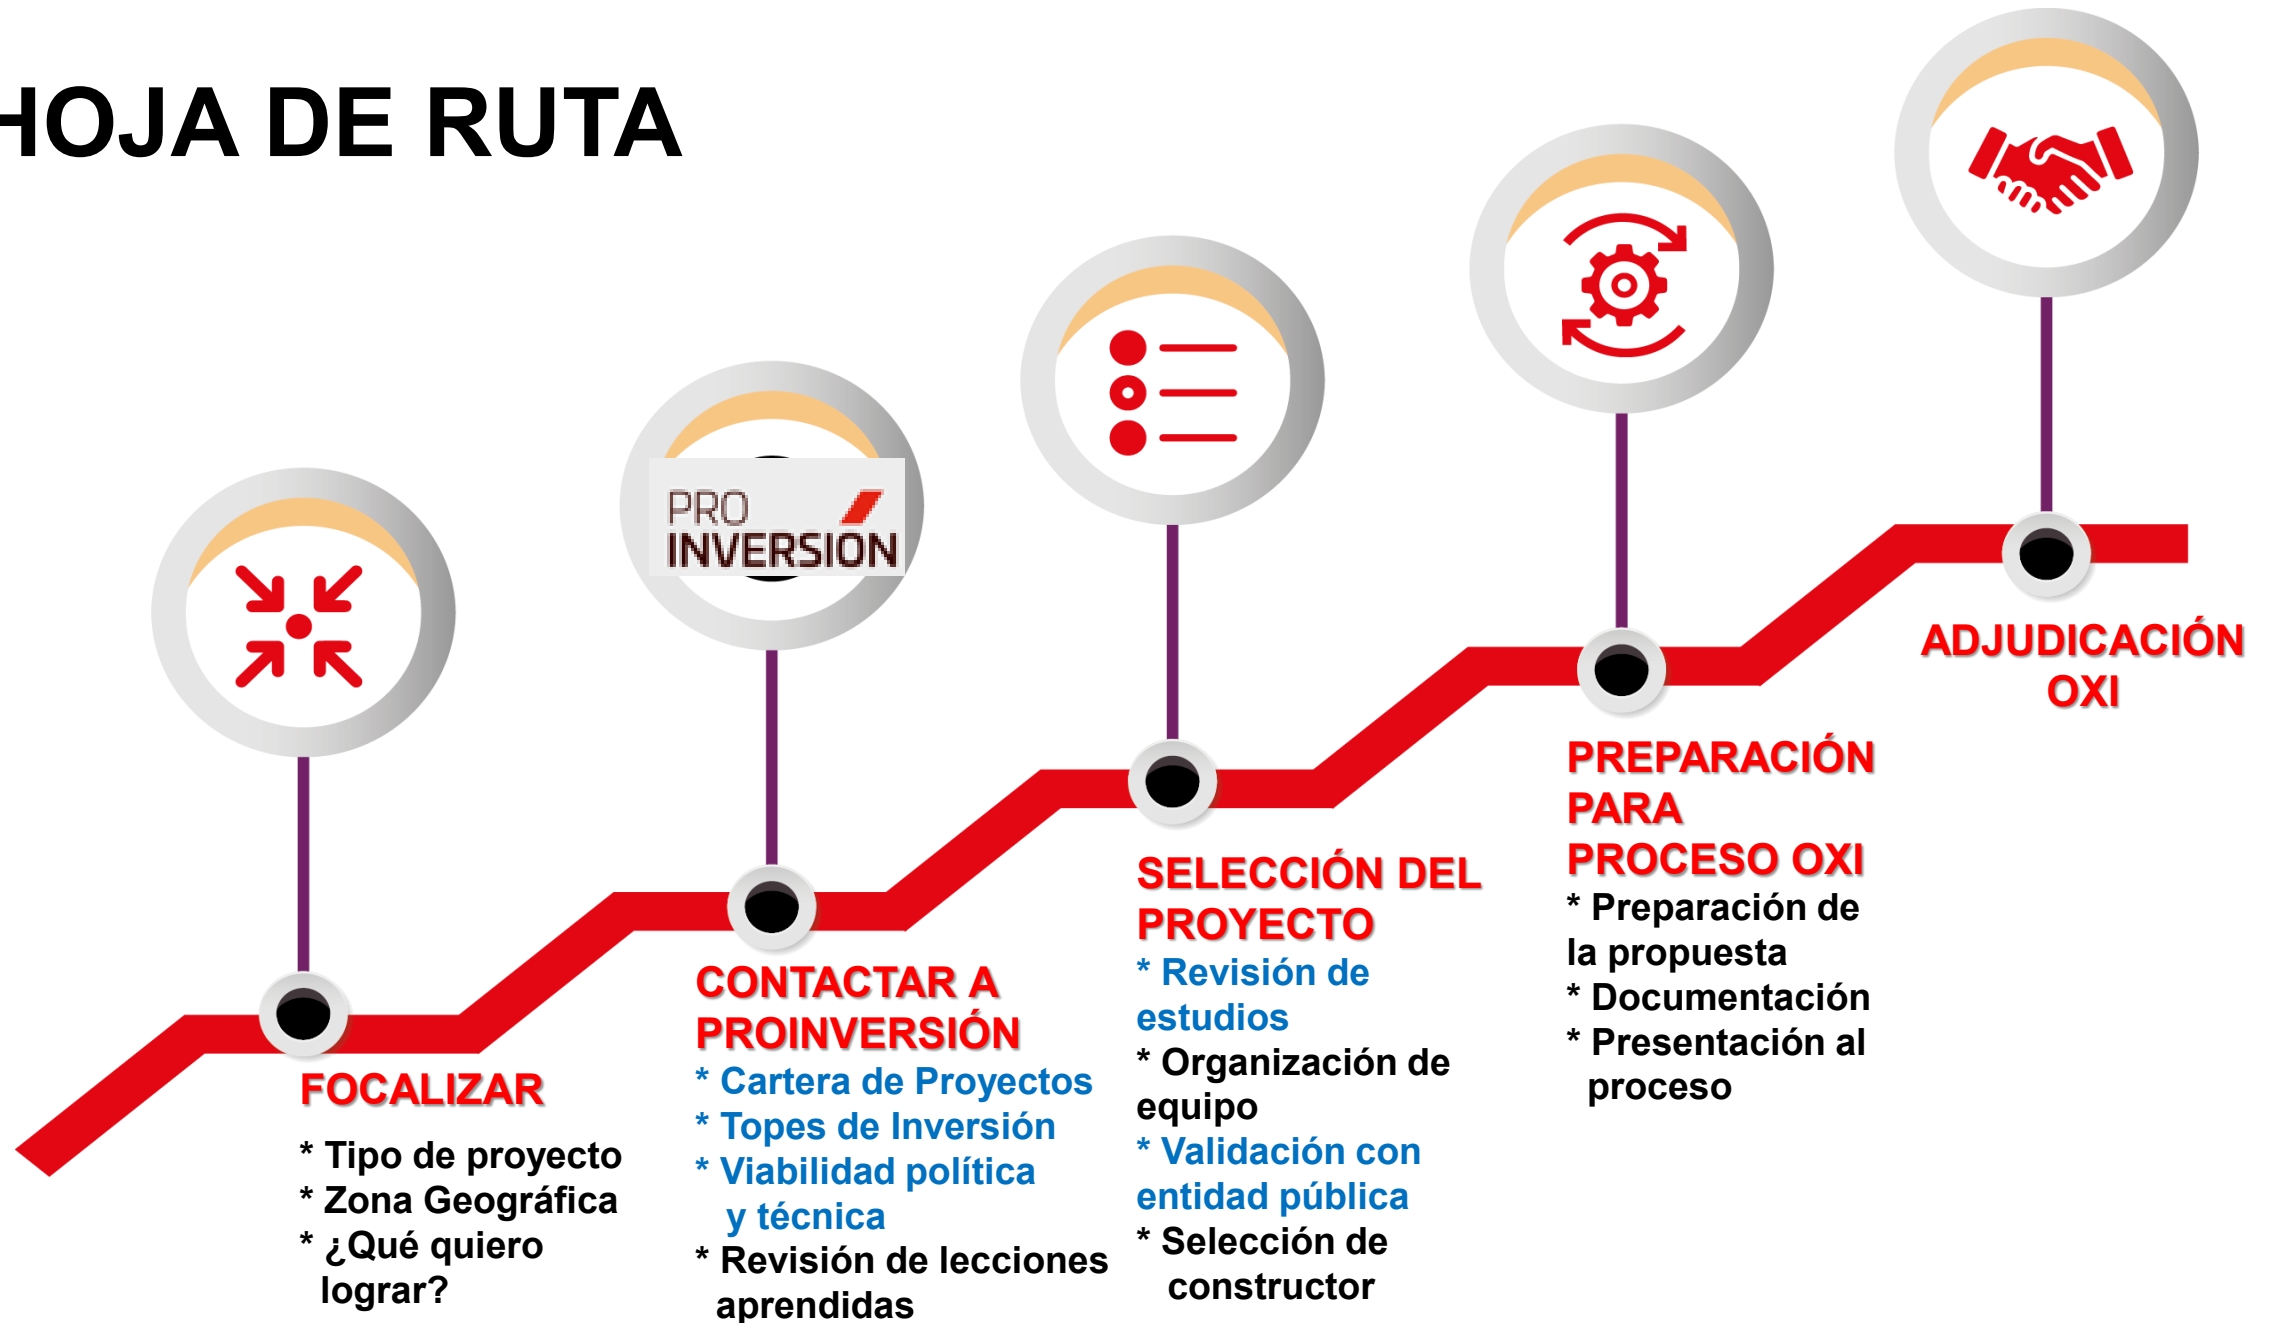 HOJA DE RUTA
PRO
INVERSIÓN
FOCALIZAR
* Tipo de proyecto
* Zona Geográfica
* ¿Qué quiero
lograr?
CONTACTAR A
PROINVERSIÓN
* Cartera de Proyectos
* Topes de Inversión
* Viabilidad política
y técnica
* Revisión de lecciones
aprendidas
SELECCIÓN DEL
PROYECTO
* Revisión de
estudios
* Organización de
equipo
* Validación con
entidad pública
* Selección de
constructor
PREPARACIÓN
PARA
PROCESO OXI
* Preparación de
la propuesta
* Documentación
* Presentación al
proceso
ADJUDICACIÓN
OXI